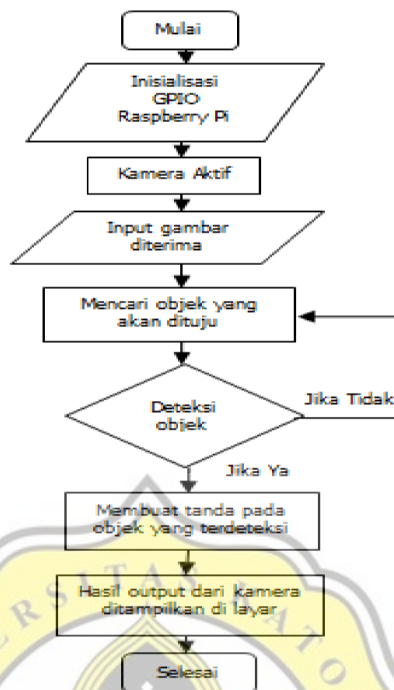 Mulai
Inisialisasi
GPIO
Raspberry Pi
Kamera Aktif
Input gambar
diterima
Mencari objek yang
akan dituju
Deteksi
objek
Jika Tidak
Jika Ya
Membuat tanda pada
objek yang terdeteksi
Hasil output dari kamera
ditampilkan di layar
Selesai